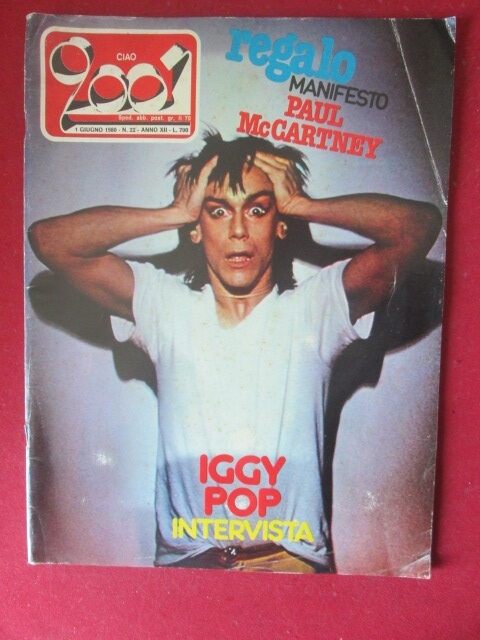 CIAO
2001
Sped. abb. post. gr. II 70
1 GIUGNO 1980 - N. 22 - ANNO XII - L. 700
regalo
MANIFESTO
PAUL
McCARTNEY
IGGY
POP
INTERVISTA